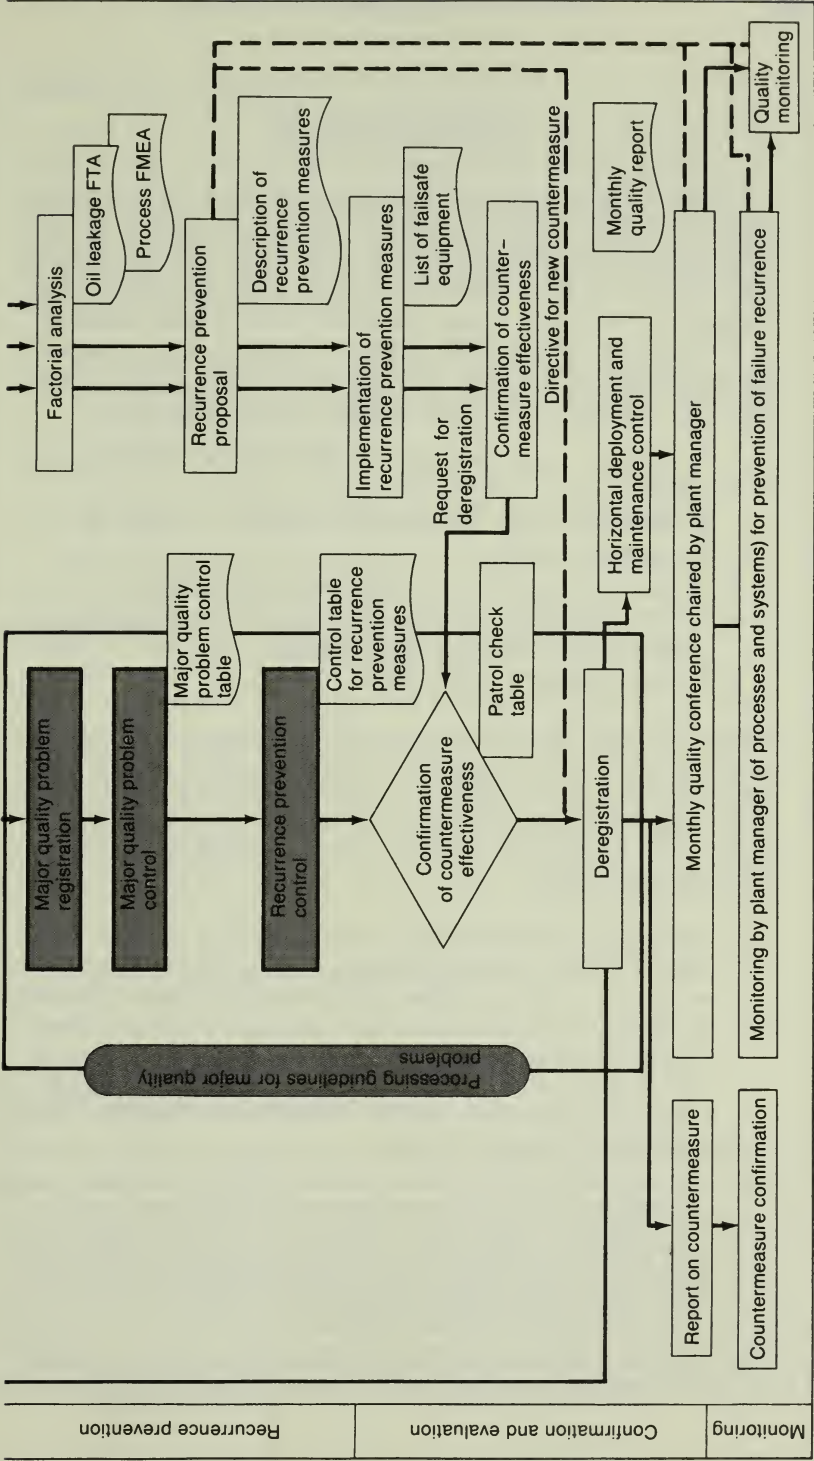 Factorial analysis
Oil leakage FTA
Process FMEA
Major quality problem
registration
Major quality problem
control
Major quality
problem control
table
Recurrence prevention
proposal
Description of
recurrence
prevention measures
Recurrence prevention
control
Control table
for recurrence
prevention
measures
Implementation of
recurrence prevention measures
List of failsafe
equipment
Processing guidelines for major quality
problems
Request for
deregistration
Confirmation of counter-
measure effectiveness
Confirmation
of countermeasure
effectiveness
Patrol check
table
Directive for new countermeasure
Deregistration
Horizontal deployment and
maintenance control
Monthly
quality report
Report on countermeasure
Monthly quality conference chaired by plant manager
Countermeasure confirmation
Monitoring by plant manager (of processes and systems) for prevention of failure recurrence
Quality
monitoring
Recurrence prevention
Confirmation and evaluation
Monitoring